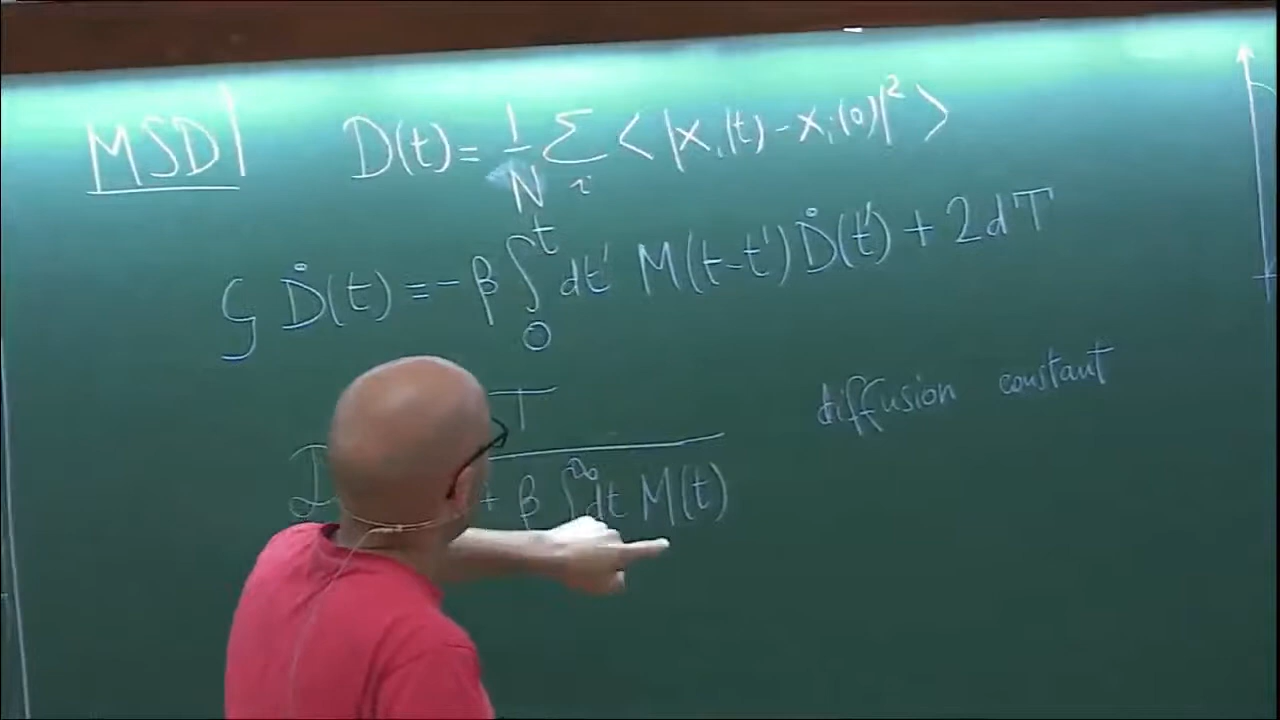 MSD D(t) = 1/N Σ_i < |x_i(t) - x_i(0)|² >
ζ Ḋ(t) = - β ∫_0^t dt' M(t-t') Ḋ(t') + 2dT
T
D + β ∫^∞ dt M(t) diffusion constant